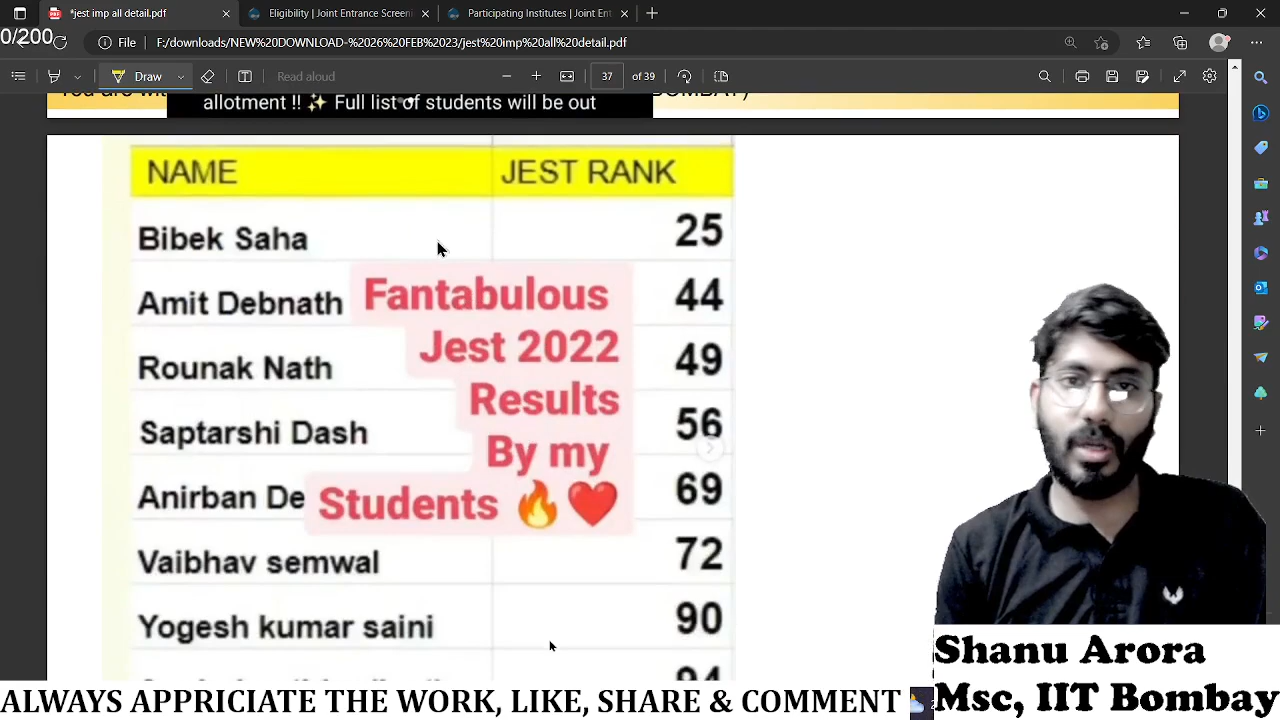 *jest imp all detail.pdf
Eligibility | Joint Entrance Screeni
Participating Institutes | Joint Ent
0/200
File
F:/downloads/NEW%20DOWNLOAD-%2026%20FEB%2023/jest%20imp%20all%20detail.pdf
Draw
Read aloud
37 of 39
allotment !! ✨ Full list of students will be out
NAME JEST RANK
Bibek Saha 25
Amit Debnath 44
Rounak Nath 49
Saptarshi Dash 56
Anirban De 69
Vaibhav semwal 72
Yogesh kumar saini 90
94
Fantabulous
Jest 2022
Results
By my
Students 🔥❤️
Shanu Arora
Msc, IIT Bombay
ALWAYS APPRICIATE THE WORK, LIKE, SHARE & COMMENT